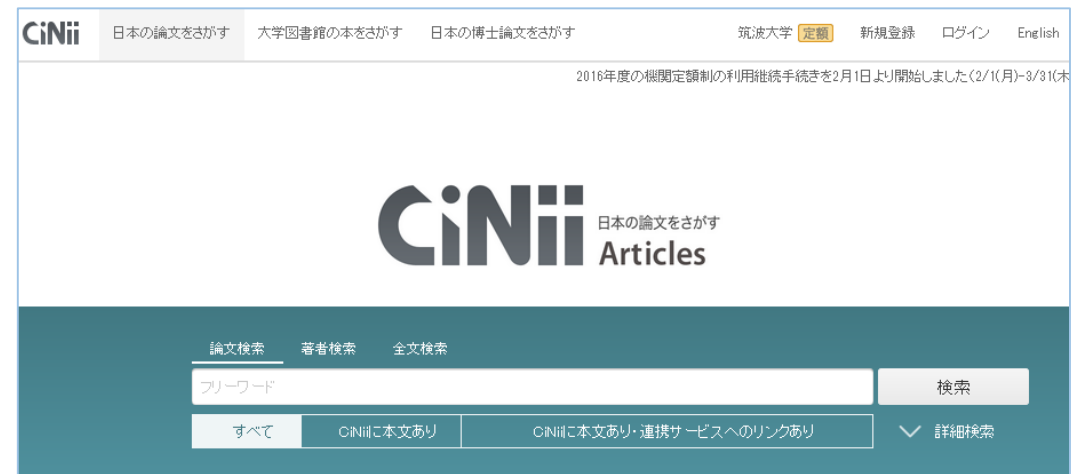 CiNii 日本の論文をさがす 大学図書館の本をさがす 日本の博士論文をさがす 筑波大学 定額 新規登録 ログイン English
2016年度の機関定額制の利用継続手続きを2月1日より開始しました(2/1(月)-3/31(木
CiNii 日本の論文をさがす
Articles
論文検索 著者検索 全文検索
フリーワード 検索
すべて CiNiiに本文あり CiNiiに本文あり・連携サービスへのリンクあり 詳細検索